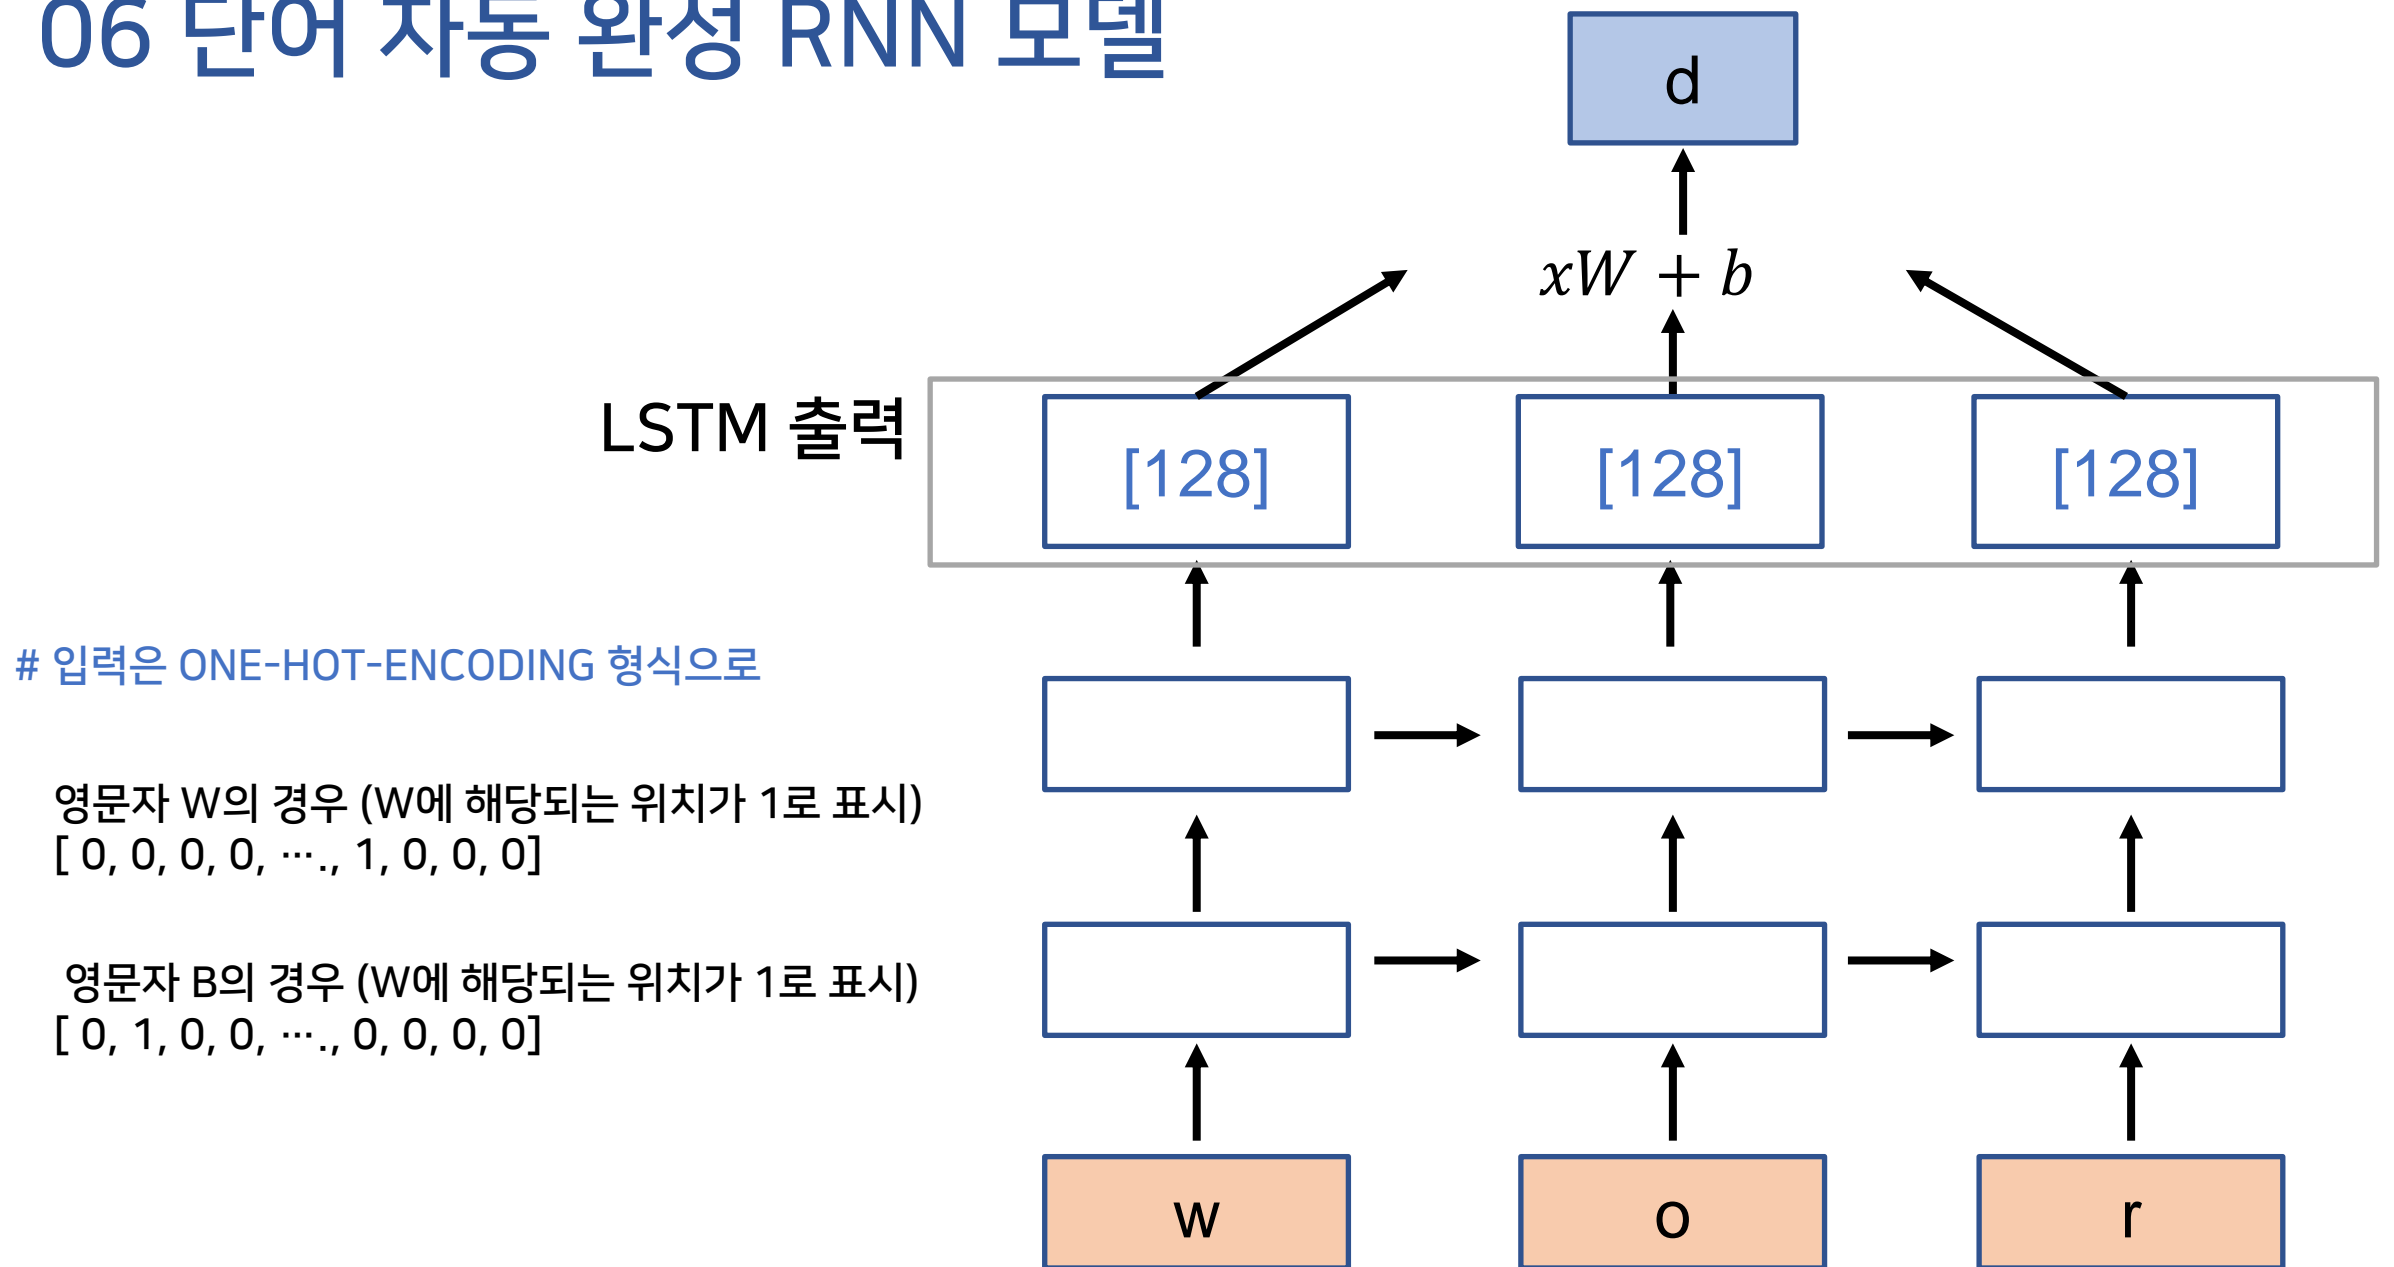 06 단어 자동 완성 RNN 모델
d
xW + b
LSTM 출력
[128] [128] [128]
# 입력은 ONE-HOT-ENCODING 형식으로
영문자 W의 경우 (W에 해당되는 위치가 1로 표시)
[ 0, 0, 0, 0, …., 1, 0, 0, 0]
영문자 B의 경우 (W에 해당되는 위치가 1로 표시)
[ 0, 1, 0, 0, …., 0, 0, 0, 0]
w o r